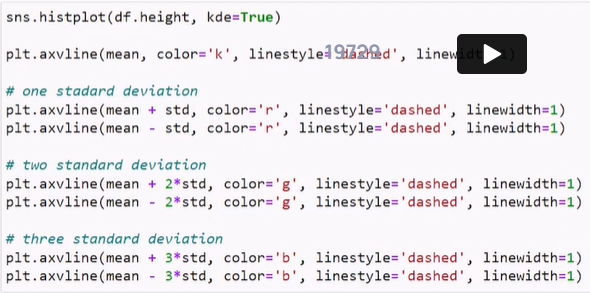 sns.histplot(df.height, kde=True)
plt.axvline(mean, color='k', linestyle='dashed', linewidth=1)
19729
# one stadard deviation
plt.axvline(mean + std, color='r', linestyle='dashed', linewidth=1)
plt.axvline(mean - std, color='r', linestyle='dashed', linewidth=1)
# two standard deviation
plt.axvline(mean + 2*std, color='g', linestyle='dashed', linewidth=1)
plt.axvline(mean - 2*std, color='g', linestyle='dashed', linewidth=1)
# three standard deviation
plt.axvline(mean + 3*std, color='b', linestyle='dashed', linewidth=1)
plt.axvline(mean - 3*std, color='b', linestyle='dashed', linewidth=1)